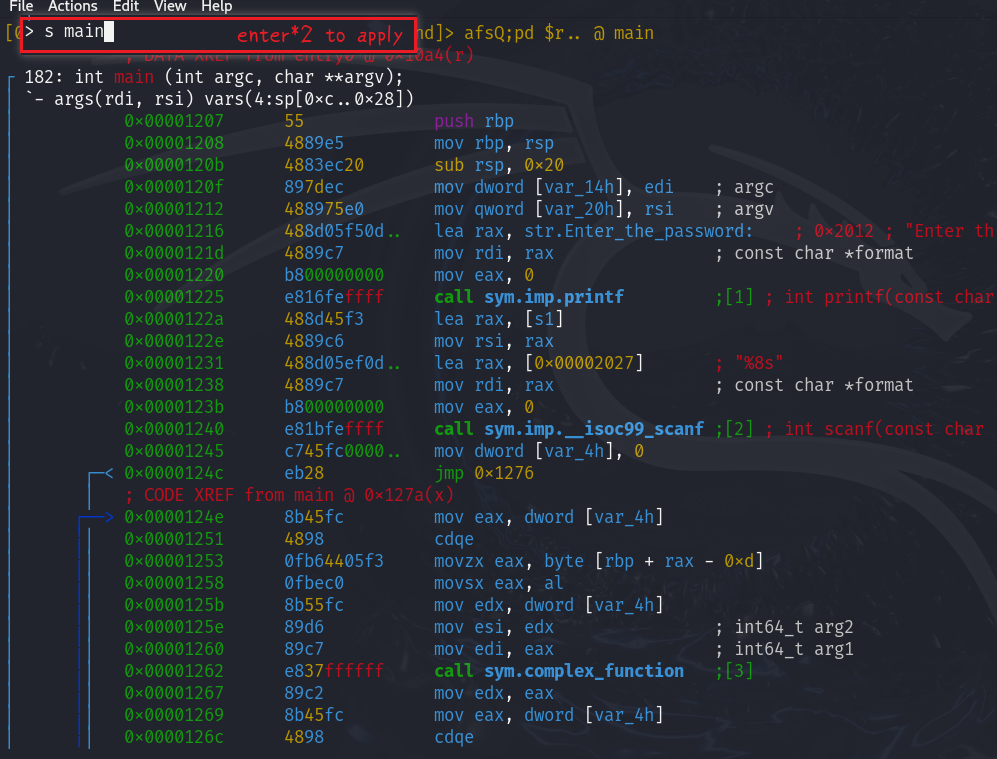 File Actions Edit View Help
[0> s main enter*2 to apply nd]> afsQ;pd $r.. @ main
; DATA XREF from entry0 @ 0×10a4(r)
┌ 182: int main (int argc, char **argv);
│ `- args(rdi, rsi) vars(4:sp[0×c..0×28])
│ 0×00001207 55 push rbp
│ 0×00001208 4889e5 mov rbp, rsp
│ 0×0000120b 4883ec20 sub rsp, 0×20
│ 0×0000120f 897dec mov dword [var_14h], edi ; argc
│ 0×00001212 488975e0 mov qword [var_20h], rsi ; argv
│ 0×00001216 488d05f50d.. lea rax, str.Enter_the_password: ; 0×2012 ; "Enter th
│ 0×0000121d 4889c7 mov rdi, rax ; const char *format
│ 0×00001220 b800000000 mov eax, 0
│ 0×00001225 e816feffff call sym.imp.printf ;[1] ; int printf(const char
│ 0×0000122a 488d45f3 lea rax, [s1]
│ 0×0000122e 4889c6 mov rsi, rax
│ 0×00001231 488d05ef0d.. lea rax, [0×00002027] ; "%8s"
│ 0×00001238 4889c7 mov rdi, rax ; const char *format
│ 0×0000123b b800000000 mov eax, 0
│ 0×00001240 e81bfeffff call sym.imp.__isoc99_scanf ;[2] ; int scanf(const char
│ 0×00001245 c745fc0000.. mov dword [var_4h], 0
│ ┌─< 0×0000124c eb28 jmp 0×1276
│ │ ; CODE XREF from main @ 0×127a(x)
│ ┌──> 0×0000124e 8b45fc mov eax, dword [var_4h]
│ ││ 0×00001251 4898 cdqe
│ ││ 0×00001253 0fb64405f3 movzx eax, byte [rbp + rax - 0×d]
│ ││ 0×00001258 0fbec0 movsx eax, al
│ ││ 0×0000125b 8b55fc mov edx, dword [var_4h]
│ ││ 0×0000125e 89d6 mov esi, edx ; int64_t arg2
│ ││ 0×00001260 89c7 mov edi, eax ; int64_t arg1
│ ││ 0×00001262 e837ffffff call sym.complex_function ;[3]
│ ││ 0×00001267 89c2 mov edx, eax
│ ││ 0×00001269 8b45fc mov eax, dword [var_4h]
│ ││ 0×0000126c 4898 cdqe